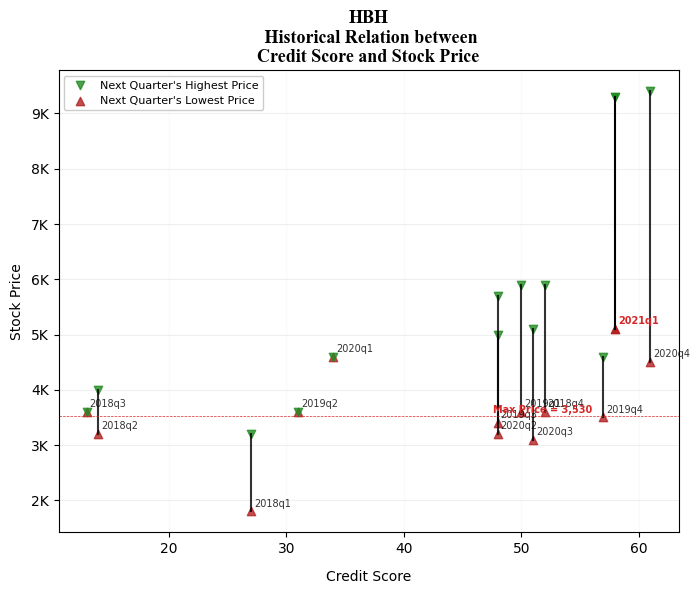 HBH
Historical Relation between
Credit Score and Stock Price
Next Quarter's Highest Price
Next Quarter's Lowest Price
9K
8K
7K
6K
5K
4K
3K
2K
Stock Price
2021q1
2020q1
2020q4
2018q3
2019q2
2019q1
2018q4
Max Price = 3,530
2019q4
2018q2
2020q2
2020q3
2018q1
20
30
40
50
60
Credit Score